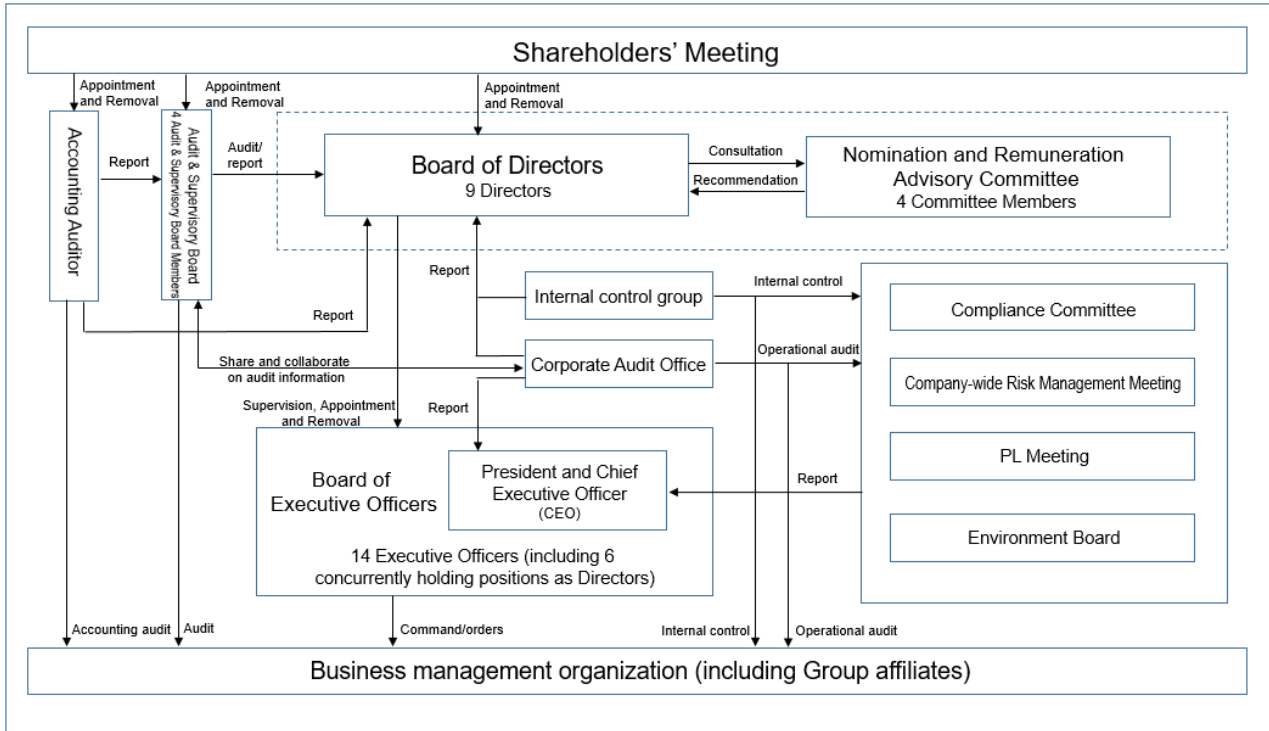 Shareholders’ Meeting
Appointment
and Removal
Appointment
and Removal
Appointment
and Removal
Accounting Auditor
Report
Audit & Supervisory Board
4 Audit & Supervisory Board Members
Audit/
report
Board of Directors
9 Directors
Consultation
Recommendation
Nomination and Remuneration
Advisory Committee
4 Committee Members
Report
Report
Internal control group
Internal control
Compliance Committee
Share and collaborate
on audit information
Corporate Audit Office
Operational audit
Company-wide Risk Management Meeting
Supervision, Appointment
and Removal
Report
Board of
Executive Officers
President and Chief
Executive Officer
(CEO)
Report
PL Meeting
Environment Board
14 Executive Officers (including 6
concurrently holding positions as Directors)
Accounting audit
Audit
Command/orders
Internal control
Operational audit
Business management organization (including Group affiliates)